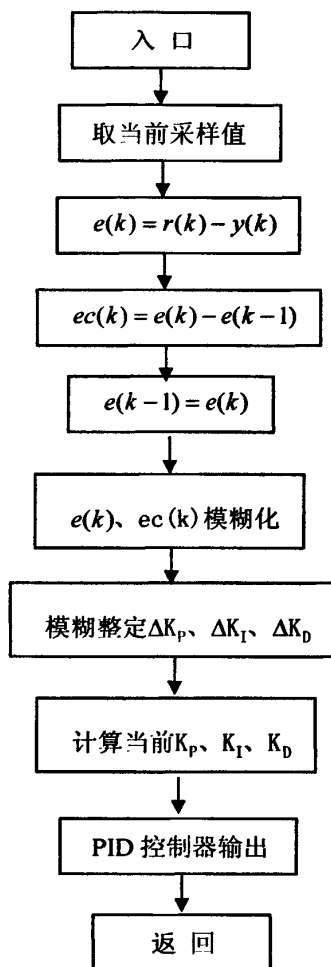 入 口
取当前采样值
e(k) = r(k) − y(k)
ec(k) = e(k) − e(k−1)
e(k−1) = e(k)
e(k)、ec(k)模糊化
模糊整定ΔK_P、ΔK_I、ΔK_D
计算当前K_P、K_I、K_D
PID 控制器输出
返 回